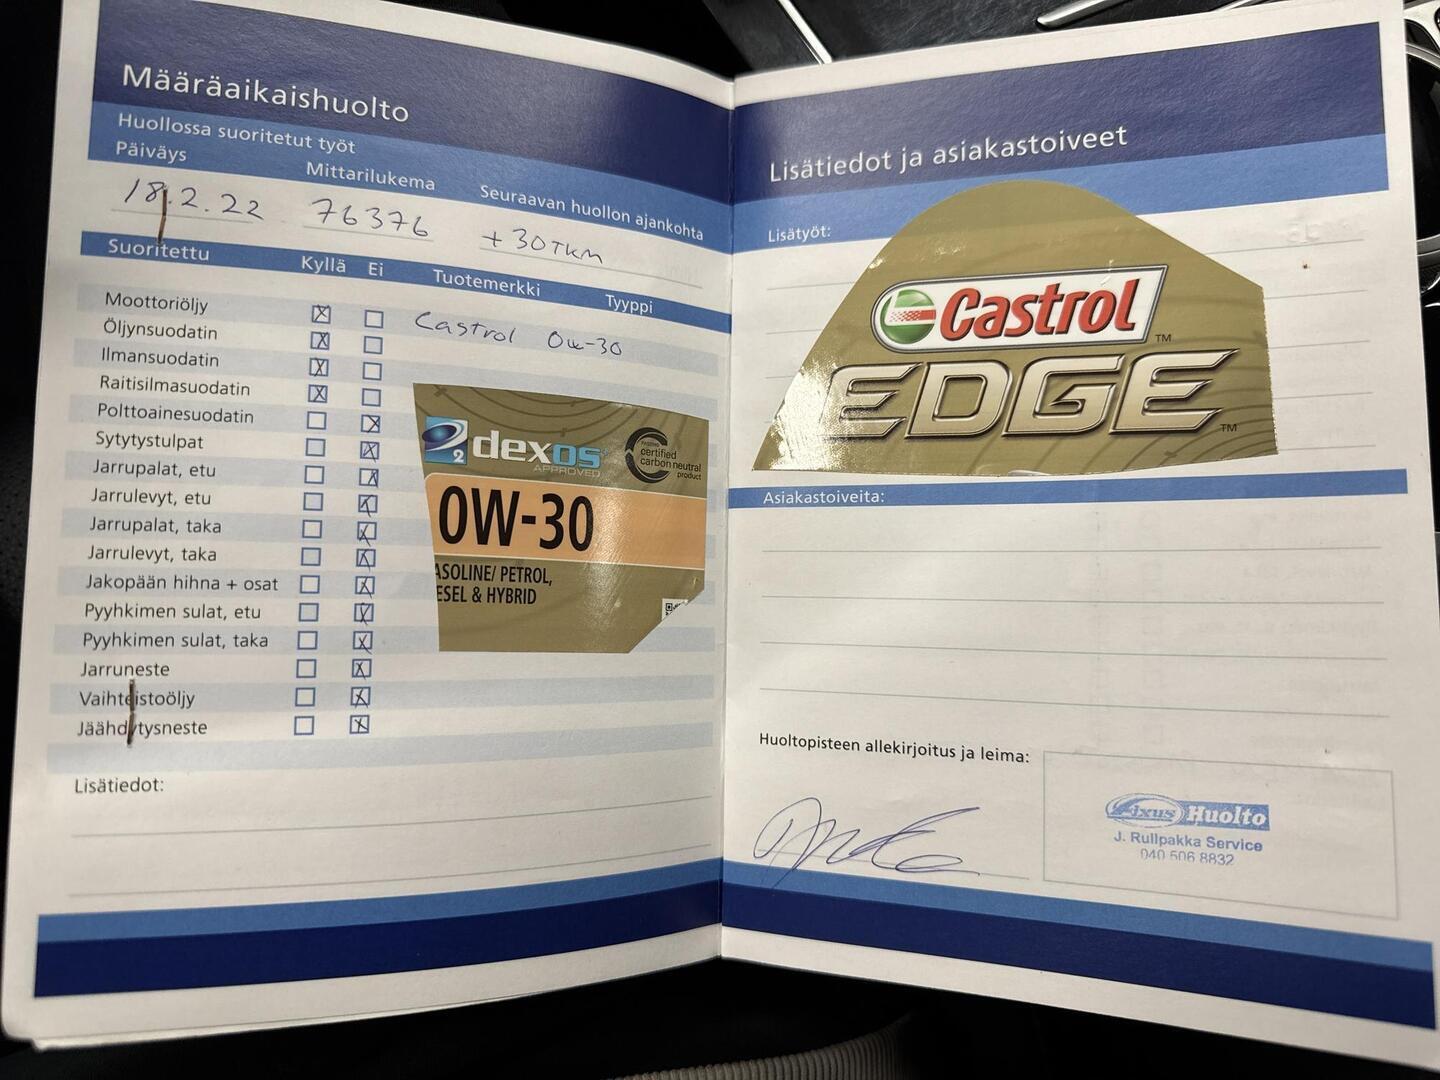 Määräaikaishuolto
Huollossa suoritetut työt
Päiväys Mittarilukema Seuraavan huollon ajankohta
18.2.22 76376 +30TKM
Suoritettu Kyllä Ei Tuotemerkki Tyyppi
Moottoriöljy X Castrol 0w-30
Öljynsuodatin X
Ilmansuodatin X
Raitisilmasuodatin X
Polttoainesuodatin X
Sytytystulpat X
Jarrupalat, etu X
Jarrulevyt, etu X
Jarrupalat, taka X
Jarrulevyt, taka X
Jakopään hihna + osat X
Pyyhkimen sulat, etu X
Pyyhkimen sulat, taka X
Jarruneste X
Vaihteistoöljy X
Jäähdytysneste X
2 dexos
APPROVED
certified
carbon neutral
product
0W-30
ASOLINE/ PETROL,
ESEL & HYBRID
Lisätiedot:
Lisätiedot ja asiakastoiveet
Lisätyöt:
Castrol™
EDGE™
Asiakastoiveita:
Huoltopisteen allekirjoitus ja leima:
Fixus Huolto
J. Rullpakka Service
040 506 8832